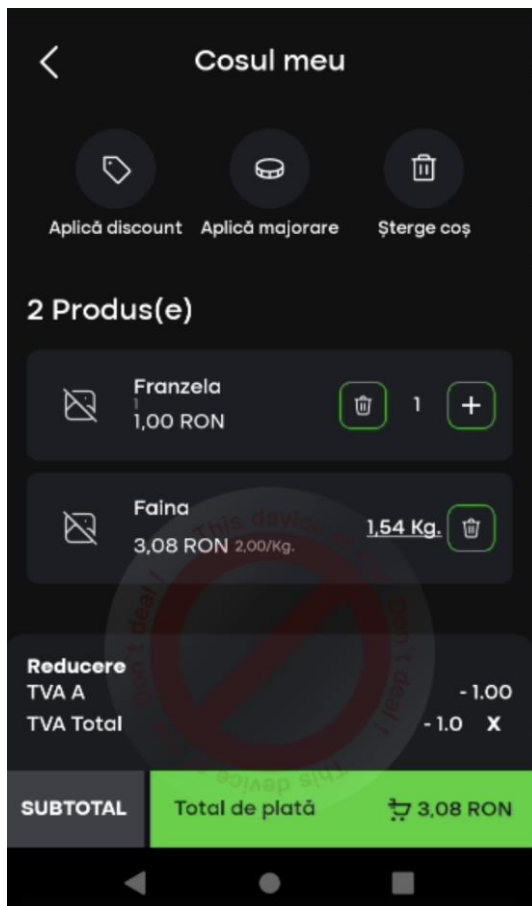 Cosul meu
Aplică discount Aplică majorare Șterge coș
2 Produs(e)
Franzela
1
1,00 RON
1
Faina
3,08 RON 2,00/Kg.
1,54 Kg.
Reducere
TVA A - 1.00
TVA Total - 1.0 X
SUBTOTAL Total de plată 3,08 RON